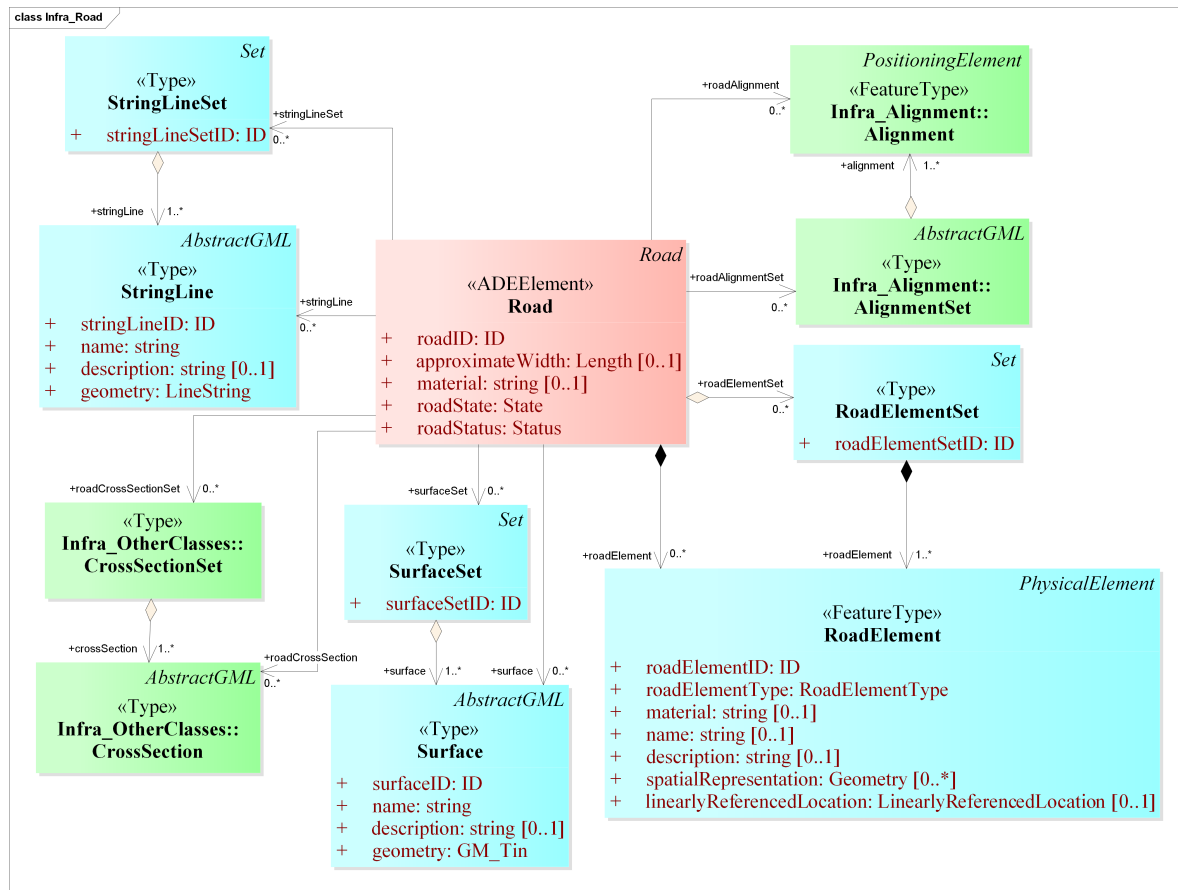 class Infra_Road
Set
«Type»
StringLineSet
+ stringLineSetID: ID
+stringLineSet
0..*
+stringLine 1..*
AbstractGML
«Type»
StringLine
+ stringLineID: ID
+ name: string
+ description: string [0..1]
+ geometry: LineString
+stringLine
0..*
Road
«ADEElement»
Road
+ roadID: ID
+ approximateWidth: Length [0..1]
+ material: string [0..1]
+ roadState: State
+ roadStatus: Status
+roadAlignment
0..*
PositioningElement
«FeatureType»
Infra_Alignment::
Alignment
+alignment 1..*
AbstractGML
«Type»
Infra_Alignment::
AlignmentSet
+roadAlignmentSet
0..*
+roadElementSet
0..*
Set
«Type»
RoadElementSet
+ roadElementSetID: ID
+roadCrossSectionSet 0..*
«Type»
Infra_OtherClasses::
CrossSectionSet
+crossSection 1..*
+roadCrossSection
0..*
AbstractGML
«Type»
Infra_OtherClasses::
CrossSection
+surfaceSet 0..*
Set
«Type»
SurfaceSet
+ surfaceSetID: ID
+surface 1..*
+surface 0..*
AbstractGML
«Type»
Surface
+ surfaceID: ID
+ name: string
+ description: string [0..1]
+ geometry: GM_Tin
+roadElement 0..*
+roadElement 1..*
PhysicalElement
«FeatureType»
RoadElement
+ roadElementID: ID
+ roadElementType: RoadElementType
+ material: string [0..1]
+ name: string [0..1]
+ description: string [0..1]
+ spatialRepresentation: Geometry [0..*]
+ linearlyReferencedLocation: LinearlyReferencedLocation [0..1]